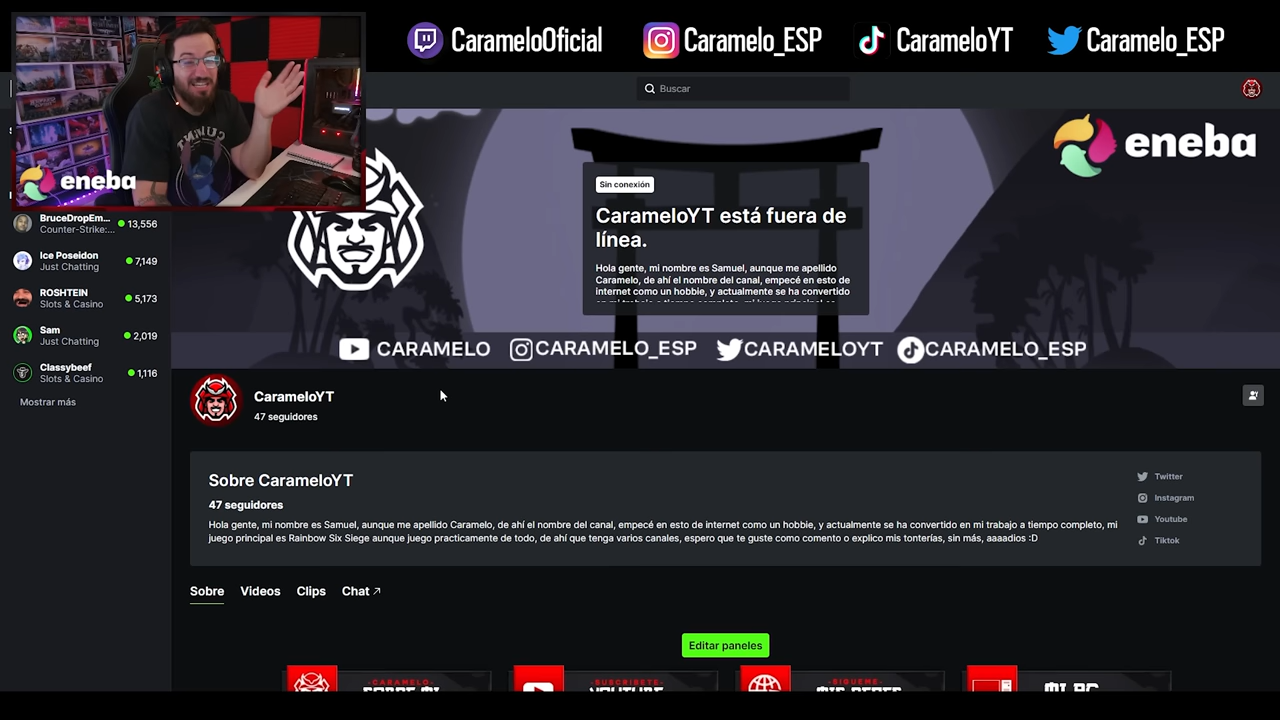 CarameloOficial
Caramelo_ESP
CarameloYT
Caramelo_ESP
Buscar
eneba
eneba
Sin conexión
CarameloYT está fuera de
línea.
Hola gente, mi nombre es Samuel, aunque me apellido
Caramelo, de ahí el nombre del canal, empecé en esto de
internet como un hobbie, y actualmente se ha convertido
BruceDropEm...
Counter-Strike:...
13,556
Ice Poseidon
Just Chatting
7,149
ROSHTEIN
Slots & Casino
5,173
Sam
Just Chatting
2,019
Classybeef
Slots & Casino
1,116
Mostrar más
CARAMELO
CARAMELO_ESP
CARAMELOYT
CARAMELO_ESP
CarameloYT
47 seguidores
Sobre CarameloYT
47 seguidores
Hola gente, mi nombre es Samuel, aunque me apellido Caramelo, de ahí el nombre del canal, empecé en esto de internet como un hobbie, y actualmente se ha convertido en mi trabajo a tiempo completo, mi
juego principal es Rainbow Six Siege aunque juego practicamente de todo, de ahí que tenga varios canales, espero que te guste como comento o explico mis tonterías, sin más, aaaadios :D
Twitter
Instagram
Youtube
Tiktok
Sobre
Videos
Clips
Chat
Editar paneles
-CARAMELO-
-SUSCRIBETE-
-SIGUEME-